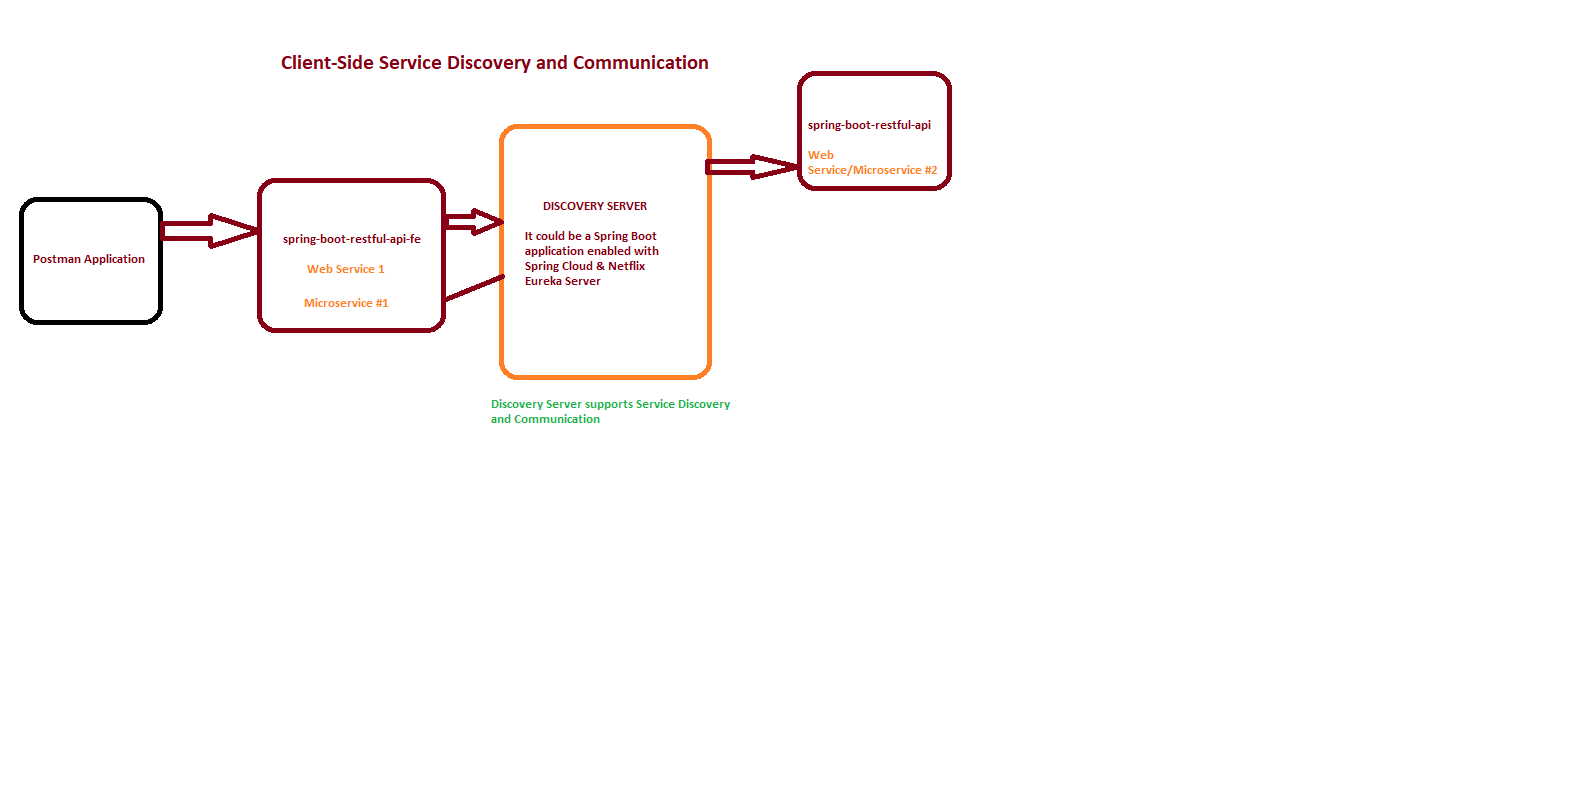 Client-Side Service Discovery and Communication
Postman Application
spring-boot-restful-api-fe
Web Service 1
Microservice #1
DISCOVERY SERVER
It could be a Spring Boot
application enabled with
Spring Cloud & Netflix
Eureka Server
Discovery Server supports Service Discovery
and Communication
spring-boot-restful-api
Web
Service/Microservice #2